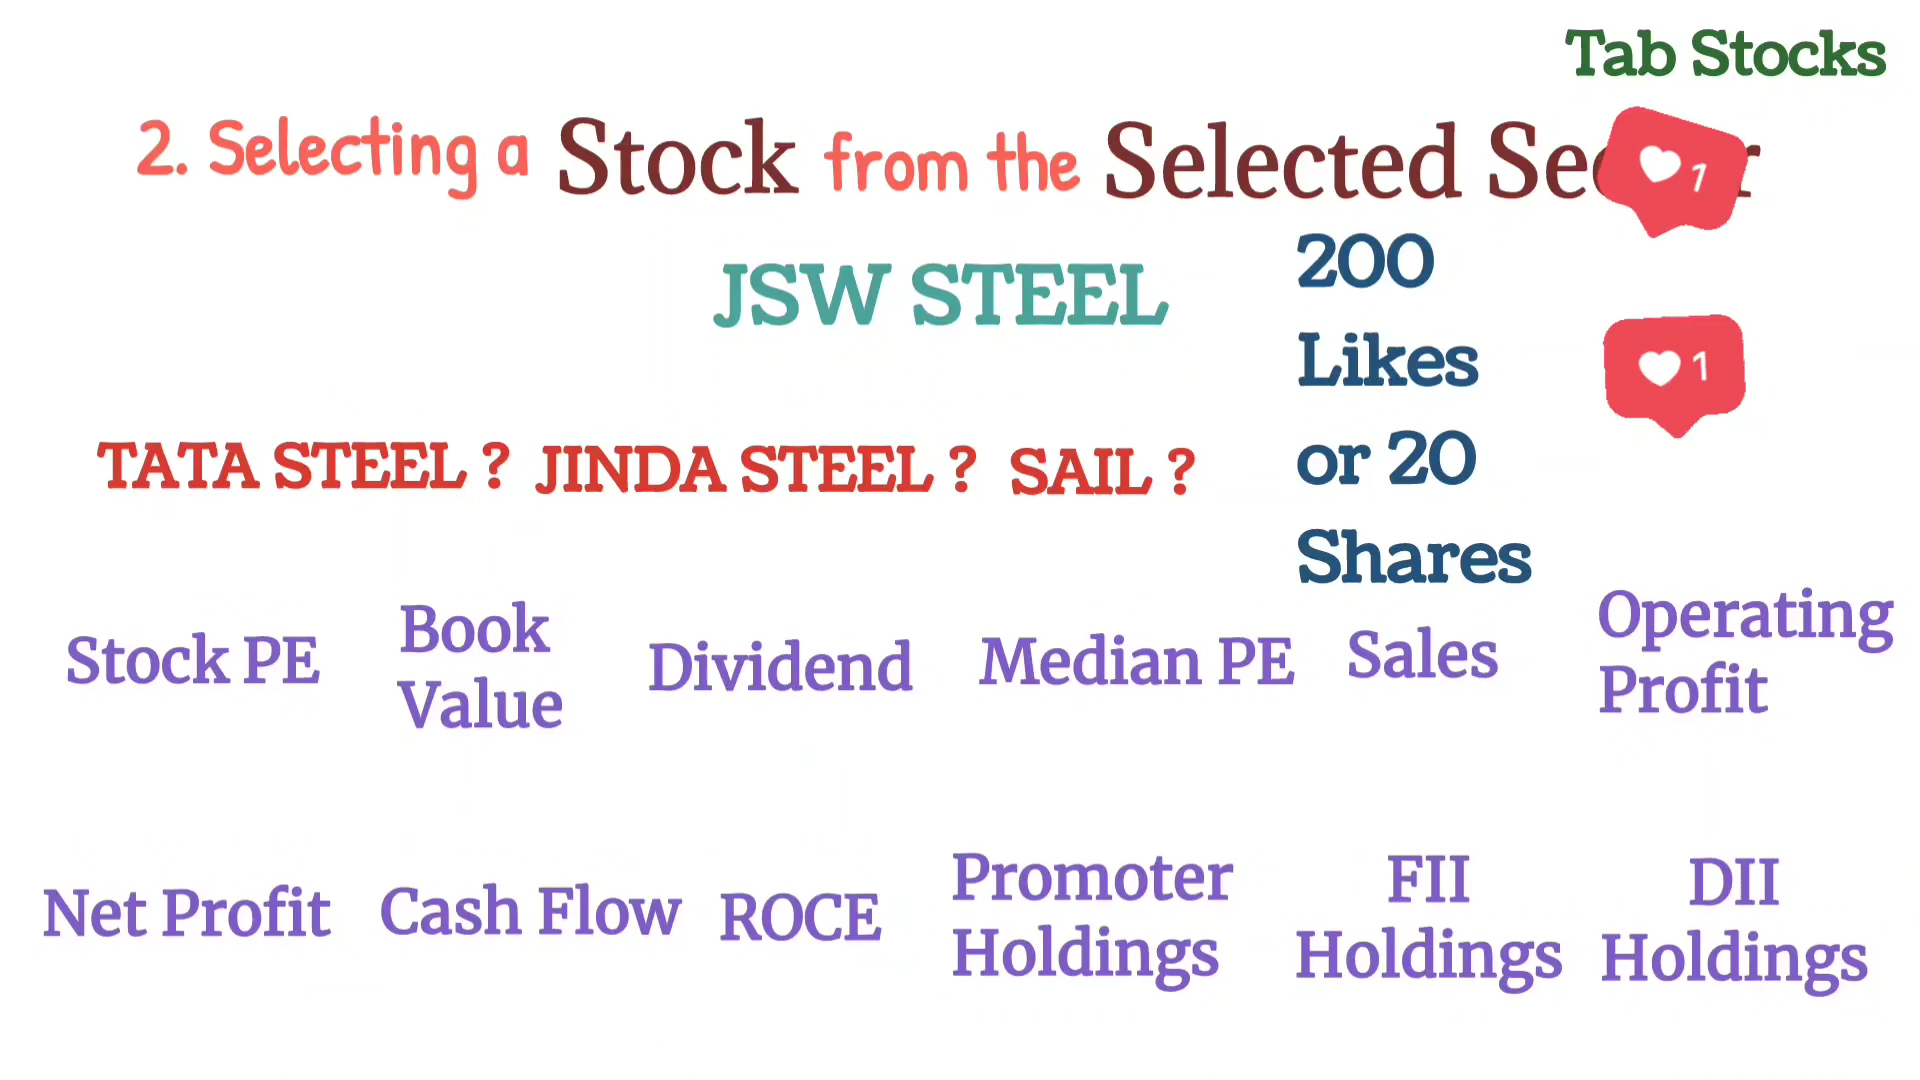 Tab Stocks
2. Selecting a Stock from the Selected
1
JSW STEEL
200
Likes
or 20
Shares
1
TATA STEEL ? JINDA STEEL ? SAIL ?
Stock PE
Book
Value
Dividend
Median PE
Sales
Operating
Profit
Net Profit
Cash Flow
ROCE
Promoter
Holdings
FII
Holdings
DII
Holdings